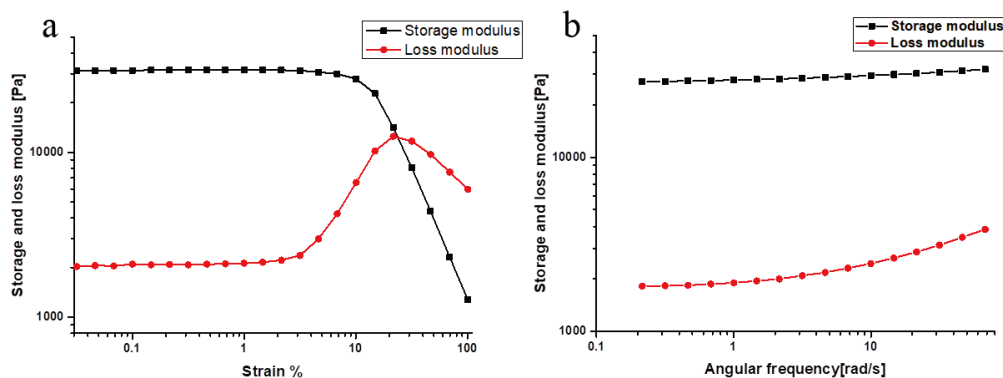 a
Storage modulus
Loss modulus
Storage and loss modulus [Pa]
10000
1000
0.1
1
10
100
Strain %
b
Storage modulus
Loss modulus
Storage and loss modulus[Pa]
10000
1000
0.1
1
10
Angular frequency[rad/s]